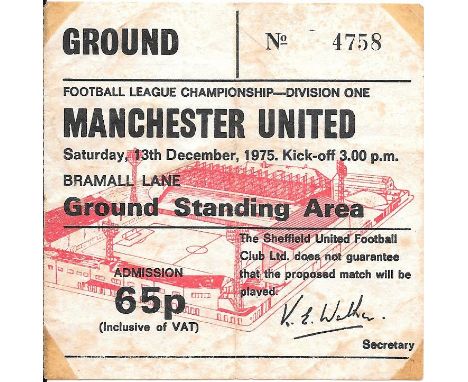 GROUND
Nº 4758
FOOTBALL LEAGUE CHAMPIONSHIP—DIVISION ONE
MANCHESTER UNITED
Saturday, 13th December, 1975. Kick-off 3.00 p.m.
BRAMALL LANE
Ground Standing Area
The Sheffield United Football
Club Ltd. does not guarantee
that the proposed match will be
played.
ADMISSION
65p
(Inclusive of VAT)
K. E. Walker.
Secretary